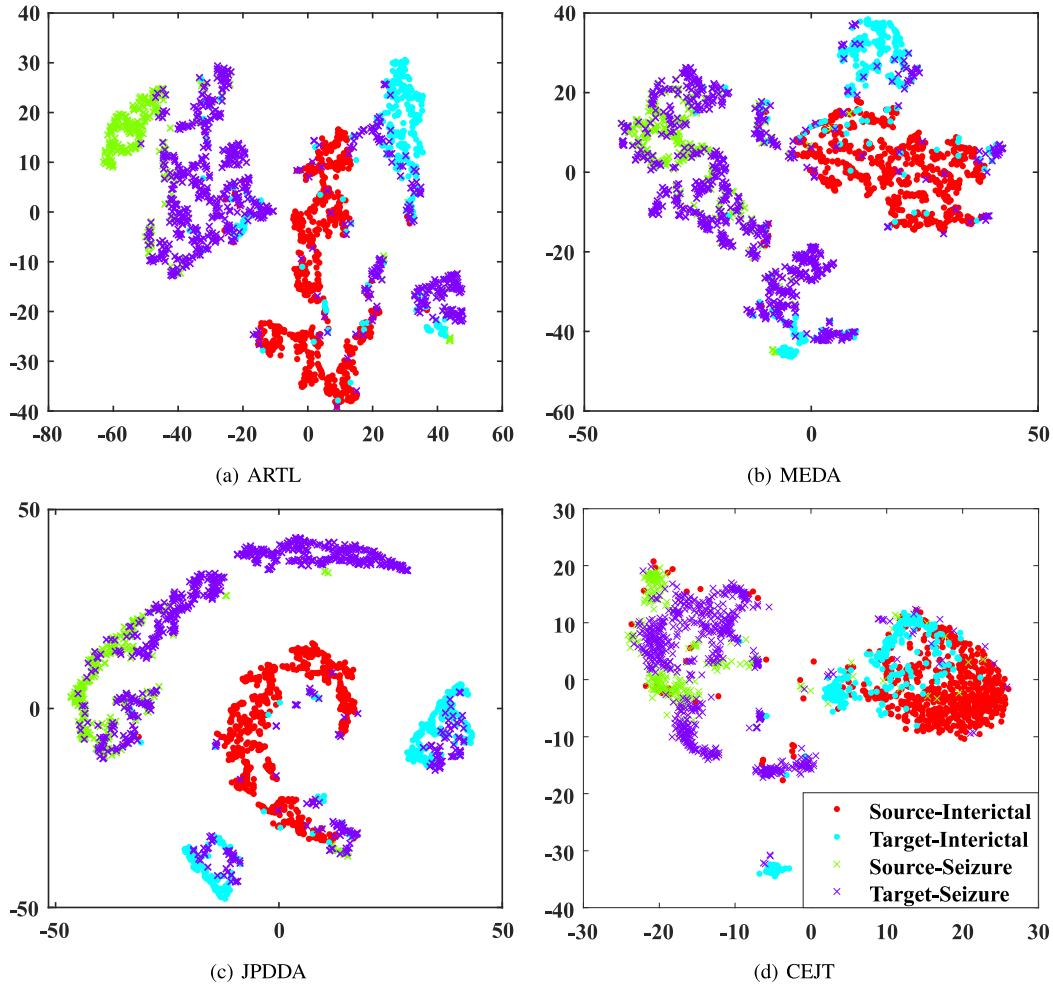 40
30
20
10
0
-10
-20
-30
-40
-80 -60 -40 -20 0 20 40 60
(a) ARTL
40
20
0
-20
-40
-60
-50 0 50
(b) MEDA
50
0
-50
-50 0 50
(c) JPDDA
30
20
10
0
-10
-20
-30
-40
-30 -20 -10 0 10 20 30
Source-Interictal
Target-Interictal
Source-Seizure
Target-Seizure
(d) CEJT